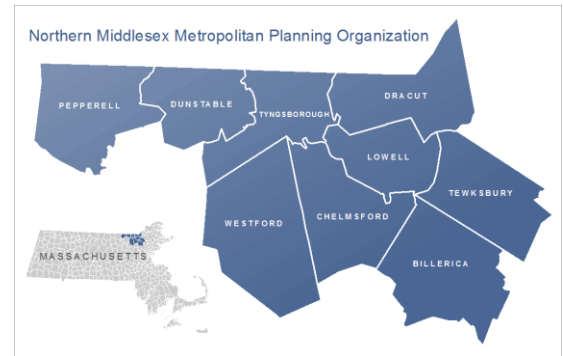 Northern Middlesex Metropolitan Planning Organization
PEPPERELL
DUNSTABLE
TYNGSBOROUGH
DRACUT
LOWELL
TEWKSBURY
WESTFORD
CHELMSFORD
BILLERICA
MASSACHUSETTS